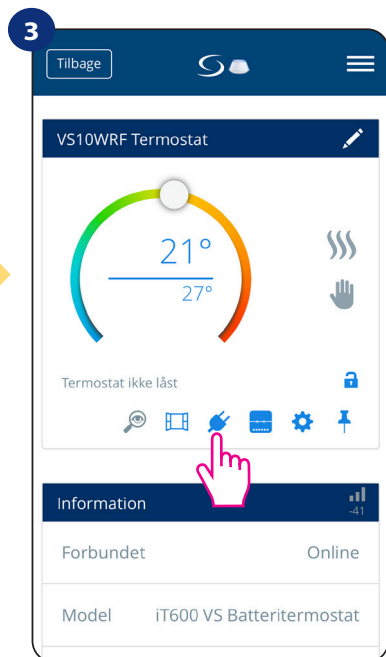 3
Tilbage
VS10WRF Termostat
21°
27°
Termostat ikke låst
Information
-41
Forbundet Online
Model iT600 VS Batteritermostat